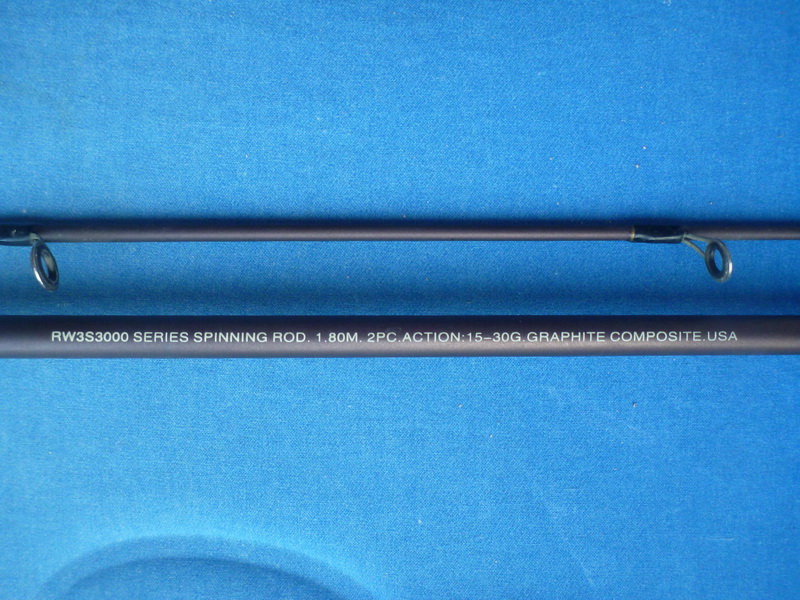 RW3S3000 SERIES SPINNING ROD. 1.80M. 2PC.ACTION:15-30G.GRAPHITE COMPOSITE.USA